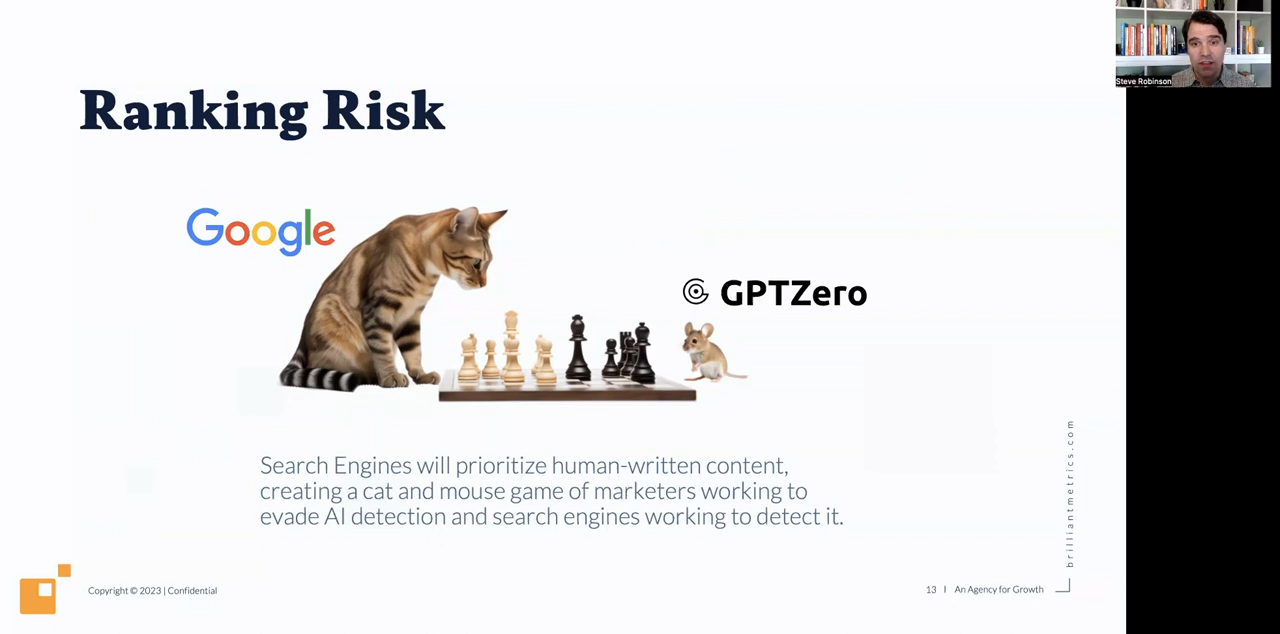 Steve Robinson
Ranking Risk
Google
GPTZero
Search Engines will prioritize human-written content,
creating a cat and mouse game of marketers working to
evade AI detection and search engines working to detect it.
brilliantmetrics.com
Copyright © 2023 | Confidential
13 | An Agency for Growth